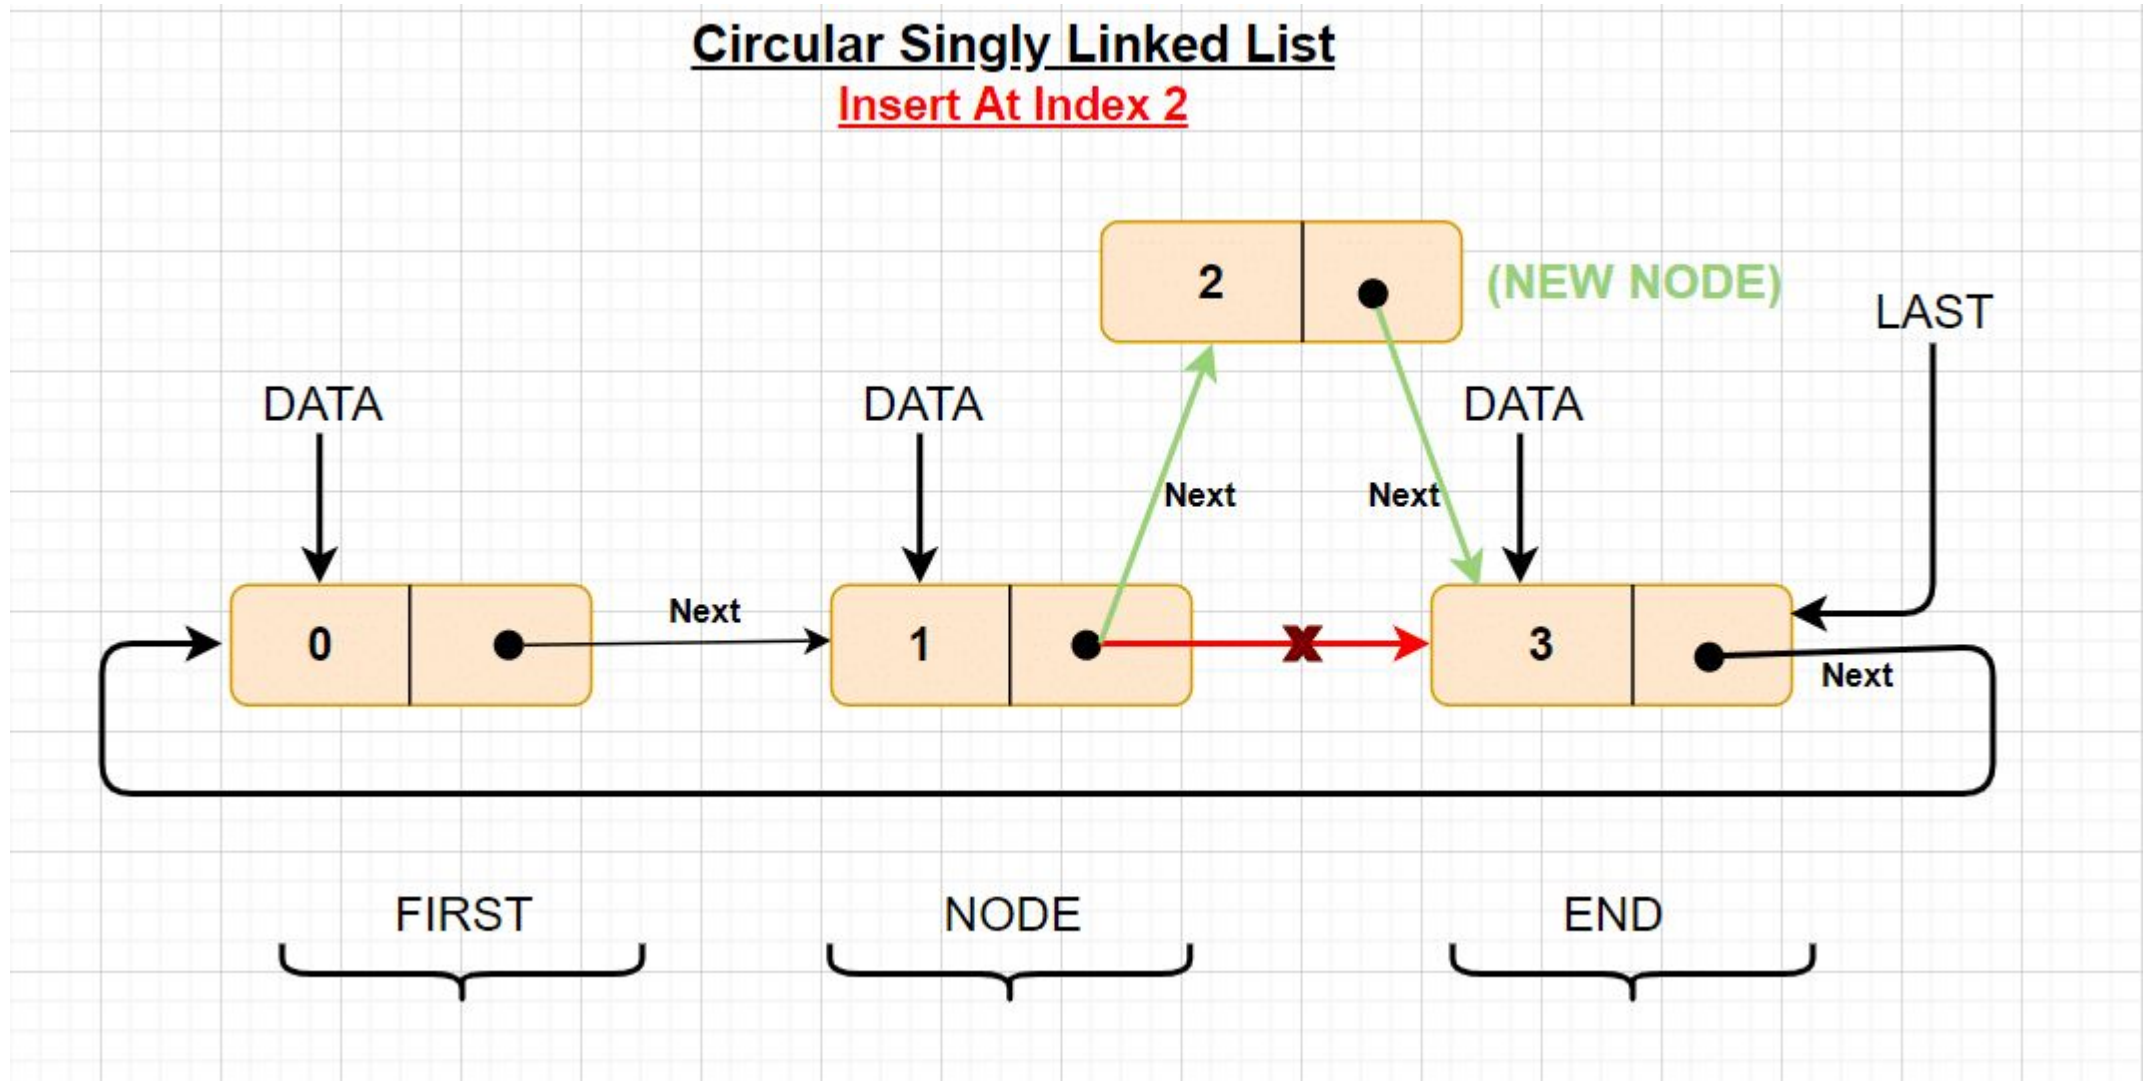 Circular Singly Linked List
Insert At Index 2
2
(NEW NODE)
LAST
DATA
DATA
DATA
Next
Next
Next
0
1
X
3
Next
FIRST
NODE
END